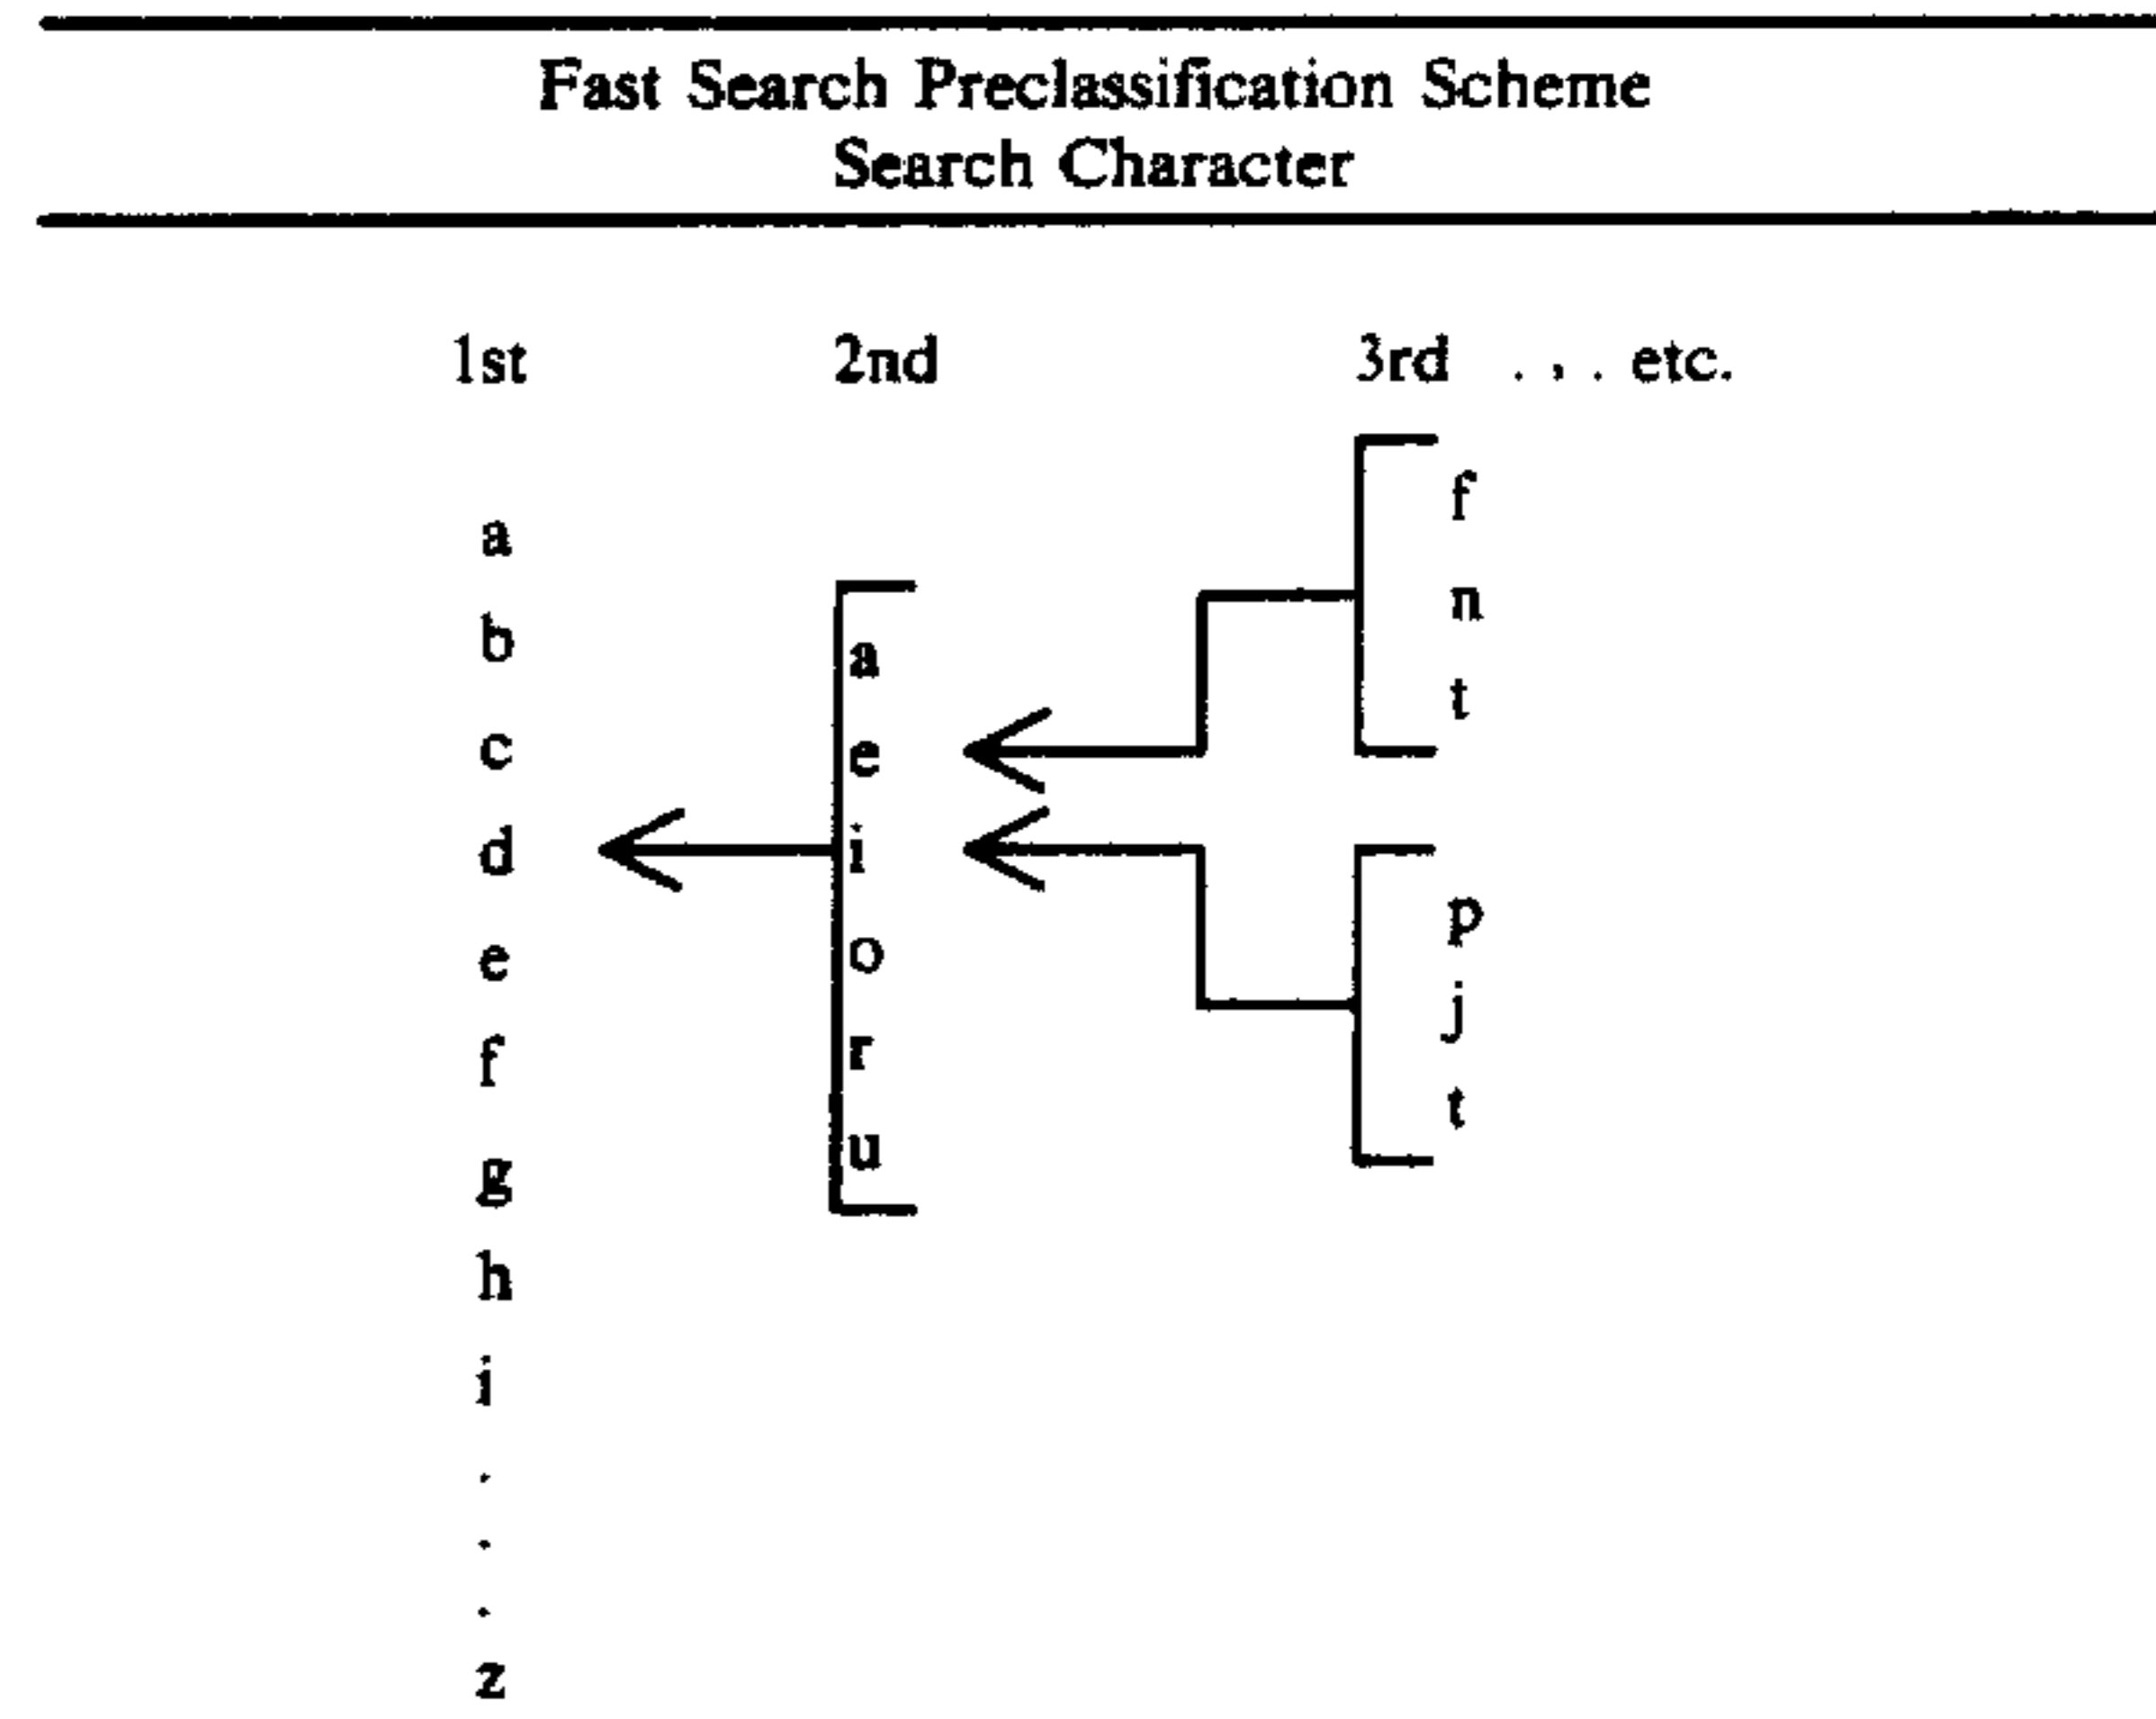 Fast Search Preclassification Scheme
Search Character
1st 2nd 3rd . , . etc.
f
a
n
b
a
t
c
e
d
i
p
e
o
j
f
r
t
g
u
h
i
.
.
.
z